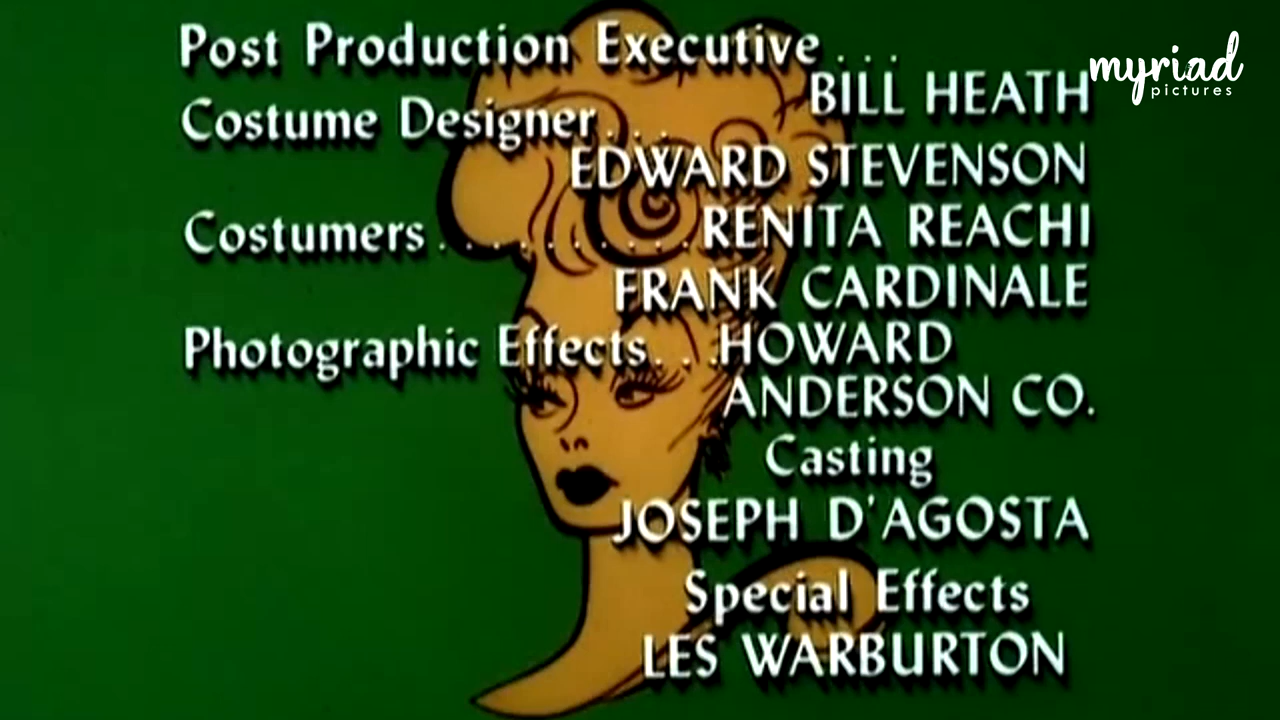 Post Production Executive . . .
BILL HEATH
Costume Designer . . .
EDWARD STEVENSON
Costumers . . . . . . . . . RENITA REACHI
FRANK CARDINALE
Photographic Effects . . . HOWARD
ANDERSON CO.
Casting
JOSEPH D'AGOSTA
Special Effects
LES WARBURTON
myriad
pictures